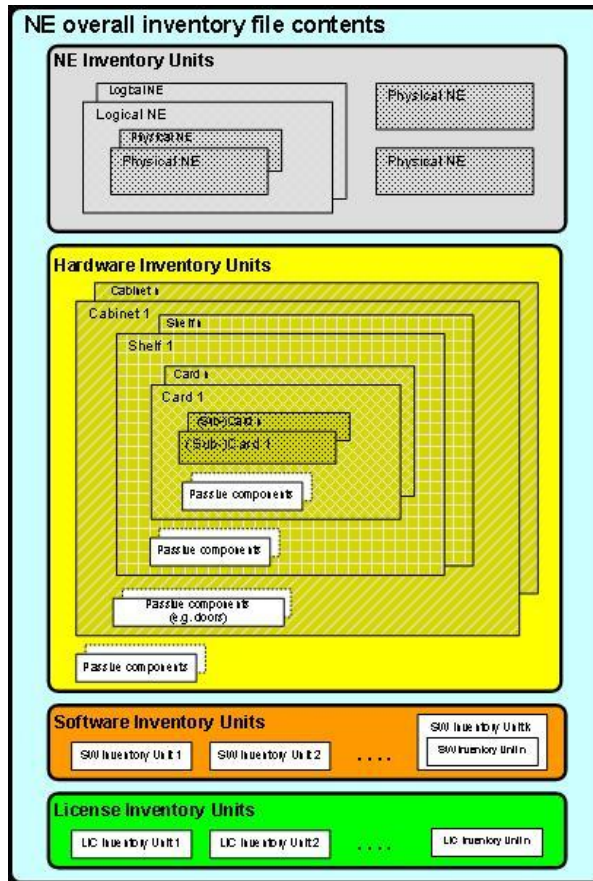 NE overall inventory file contents
NE Inventory Units
Logical NE
Logical NE
Physical NE
Physical NE
Physical NE
Physical NE
Hardware Inventory Units
Cabinet n
Cabinet 1
Shelf n
Shelf 1
Card n
Card 1
(Sub-)Card n
(Sub-)Card 1
Passive components
Passive components
Passive components
(e.g. doors)
Passive components
Software Inventory Units
SW Inventory Unit 1
SW Inventory Unit 2
. . . .
SW Inventory Unit k
SW Inventory Unit n
License Inventory Units
LIC Inventory Unit 1
LIC Inventory Unit 2
. . . .
LIC Inventory Unit n